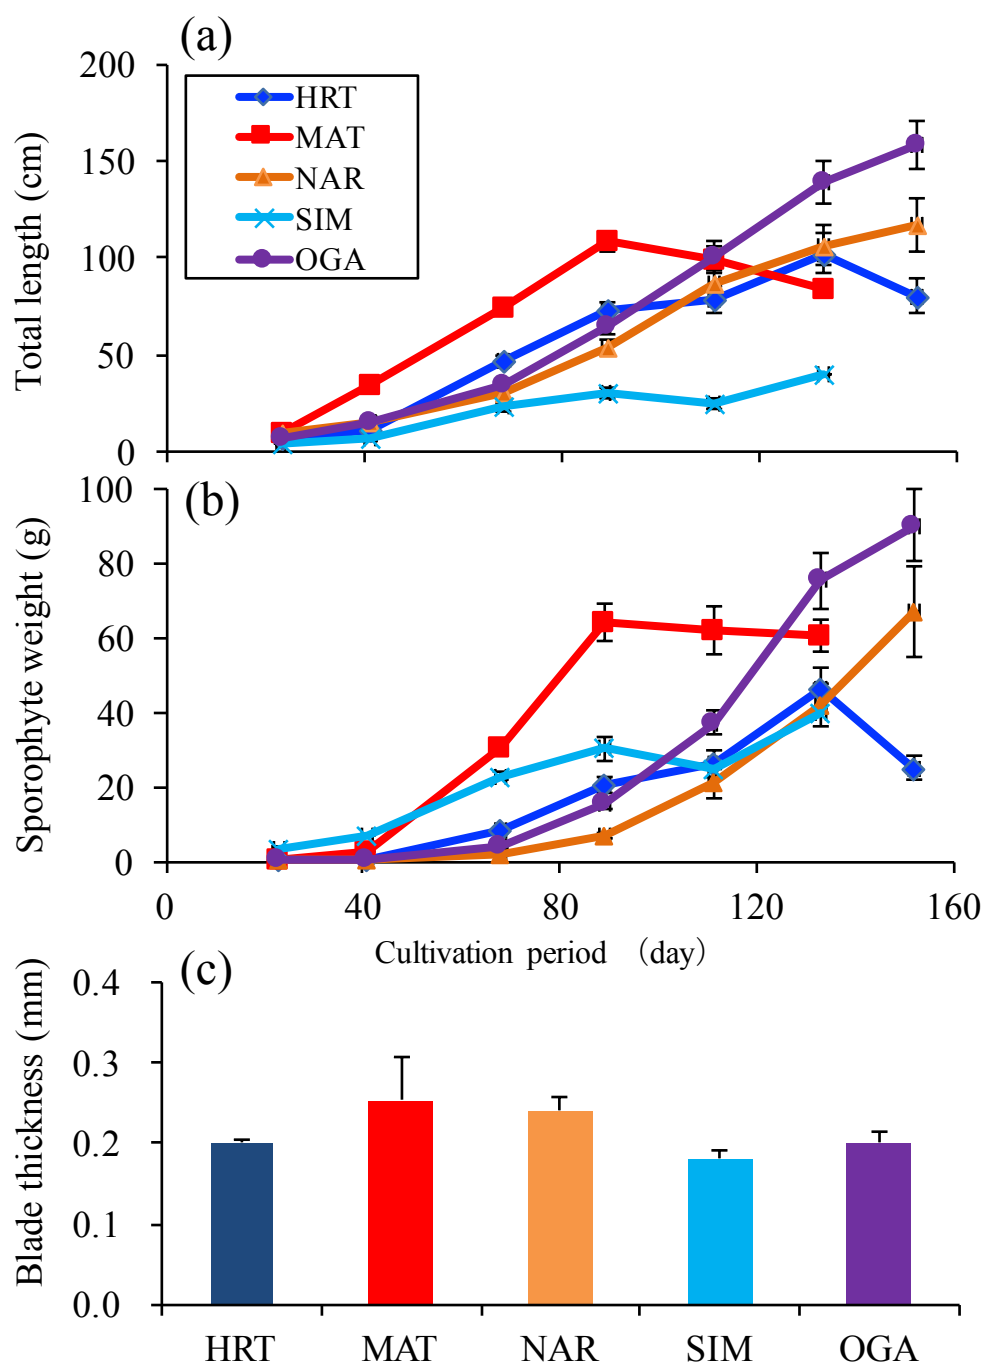 (a)
Total length (cm)
200
150
100
50
0
HRT
MAT
NAR
SIM
OGA
(b)
Sporophyte weight (g)
100
80
60
40
20
0
0 40 80 120 160
Cultivation period （day）
(c)
Blade thickness (mm)
0.4
0.3
0.2
0.1
0.0
HRT MAT NAR SIM OGA